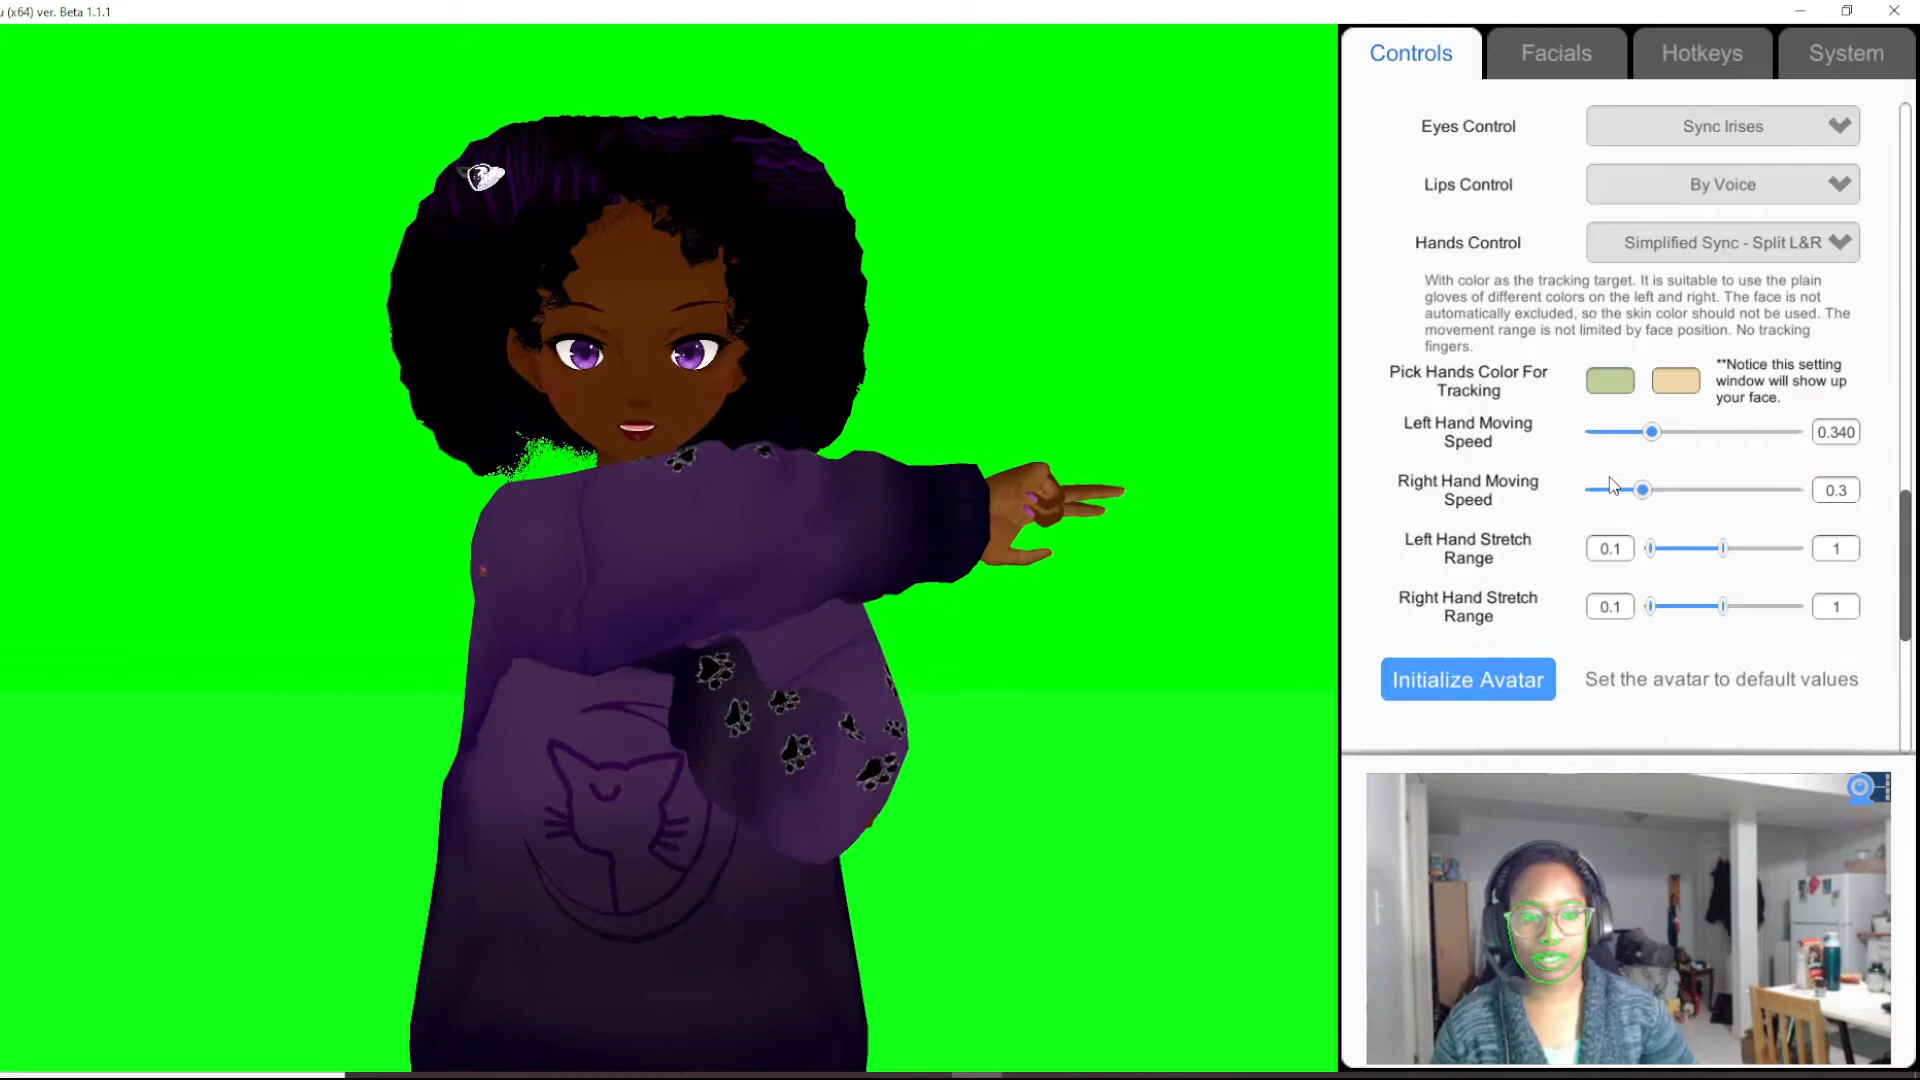 u (x64) ver. Beta 1.1.1
Controls
Facials
Hotkeys
System
Eyes Control
Sync Irises
Lips Control
By Voice
Hands Control
Simplified Sync - Split L&R
With color as the tracking target. It is suitable to use the plain
gloves of different colors on the left and right. The face is not
automatically excluded, so the skin color should not be used. The
movement range is not limited by face position. No tracking
fingers.
Pick Hands Color For
Tracking
**Notice this setting
window will show up
your face.
Left Hand Moving
Speed
0.340
Right Hand Moving
Speed
0.3
Left Hand Stretch
Range
0.1
1
Right Hand Stretch
Range
0.1
1
Initialize Avatar
Set the avatar to default values